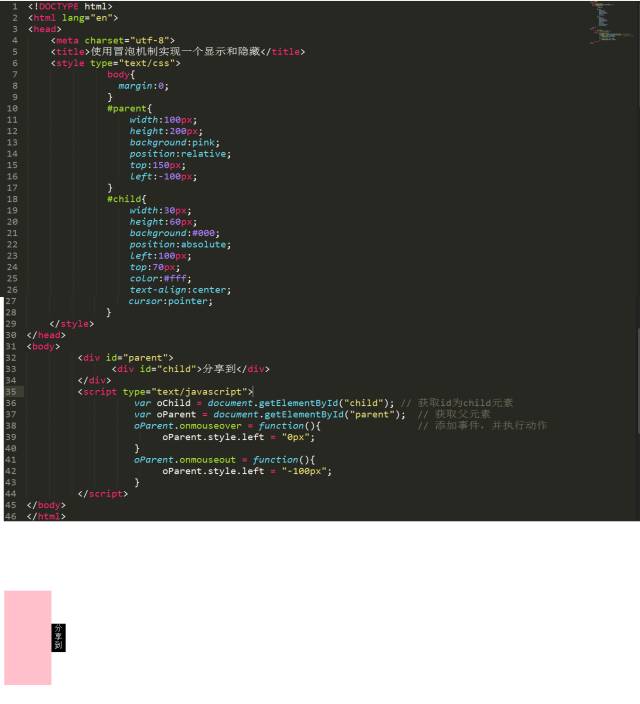 1 <!DOCTYPE html>
2 <html lang="en">
3 <head>
4 <meta charset="utf-8">
5 <title>使用冒泡机制实现一个显示和隐藏</title>
6 <style type="text/css">
7 body{
8 margin:0;
9 }
10 #parent{
11 width:100px;
12 height:200px;
13 background:pink;
14 position:relative;
15 top:150px;
16 left:-100px;
17 }
18 #child{
19 width:30px;
20 height:60px;
21 background:#000;
22 position:absolute;
23 left:100px;
24 top:70px;
25 color:#fff;
26 text-align:center;
27 cursor:pointer;
28 }
29 </style>
30 </head>
31 <body>
32 <div id="parent">
33 <div id="child">分享到</div>
34 </div>
35 <script type="text/javascript">
36 var oChild = document.getElementById("child"); // 获取id为child元素
37 var oParent = document.getElementById("parent"); // 获取父元素
38 oParent.onmouseover = function(){ // 添加事件，并执行动作
39 oParent.style.left = "0px";
40 }
41 oParent.onmouseout = function(){
42 oParent.style.left = "-100px";
43 }
44 </script>
45 </body>
46 </html>
分
享
到